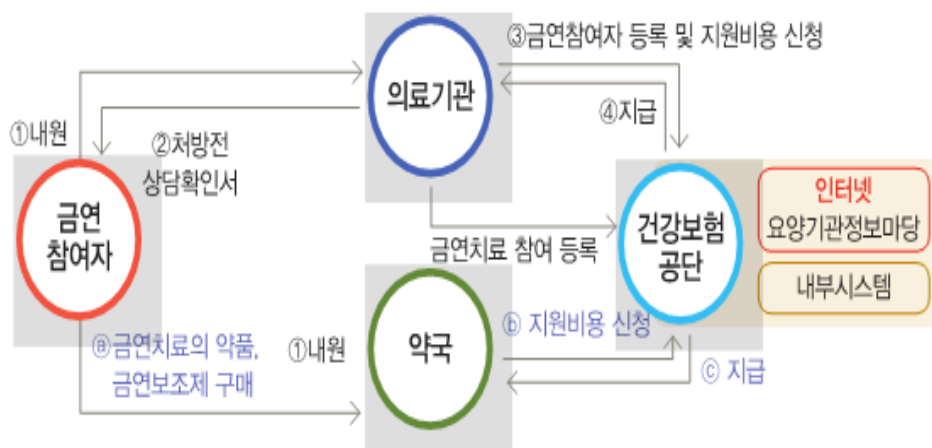 ③금연참여자 등록 및 지원비용 신청
의료기관
④지급
①내원
②처방전
상담확인서
금연
참여자
건강보험
공단
인터넷
요양기관정보마당
내부시스템
금연치료 참여 등록
ⓐ금연치료의 약품,
금연보조제 구매
①내원
약국
ⓑ 지원비용 신청
ⓒ 지급